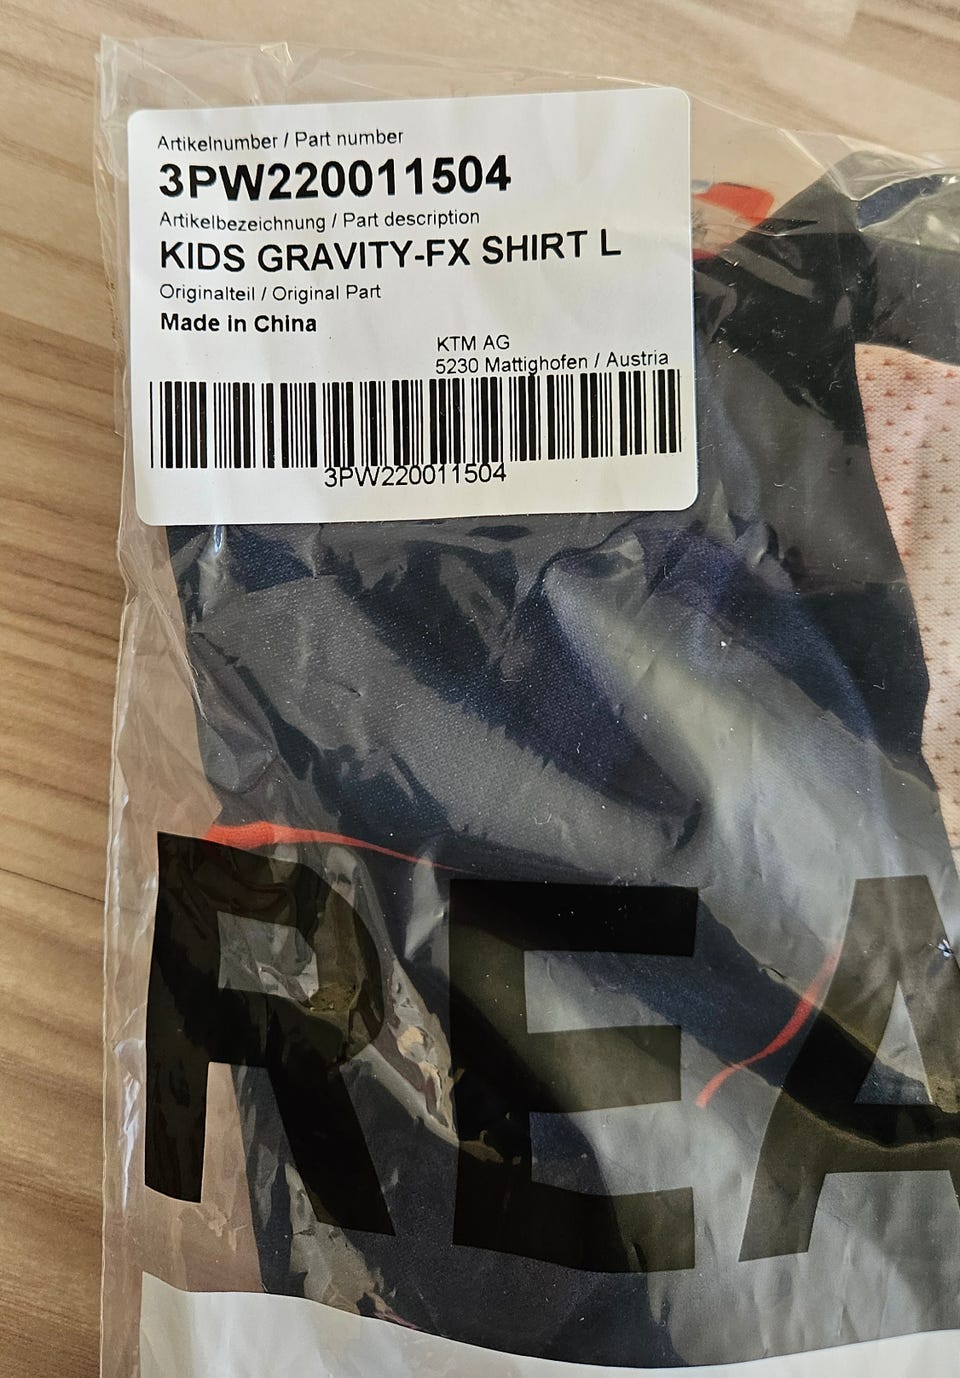 Artikelnumber / Part number
3PW220011504
Artikelbezeichnung / Part description
KIDS GRAVITY-FX SHIRT L
Originalteil / Original Part
Made in China
KTM AG
5230 Mattighofen / Austria
3PW220011504
REA